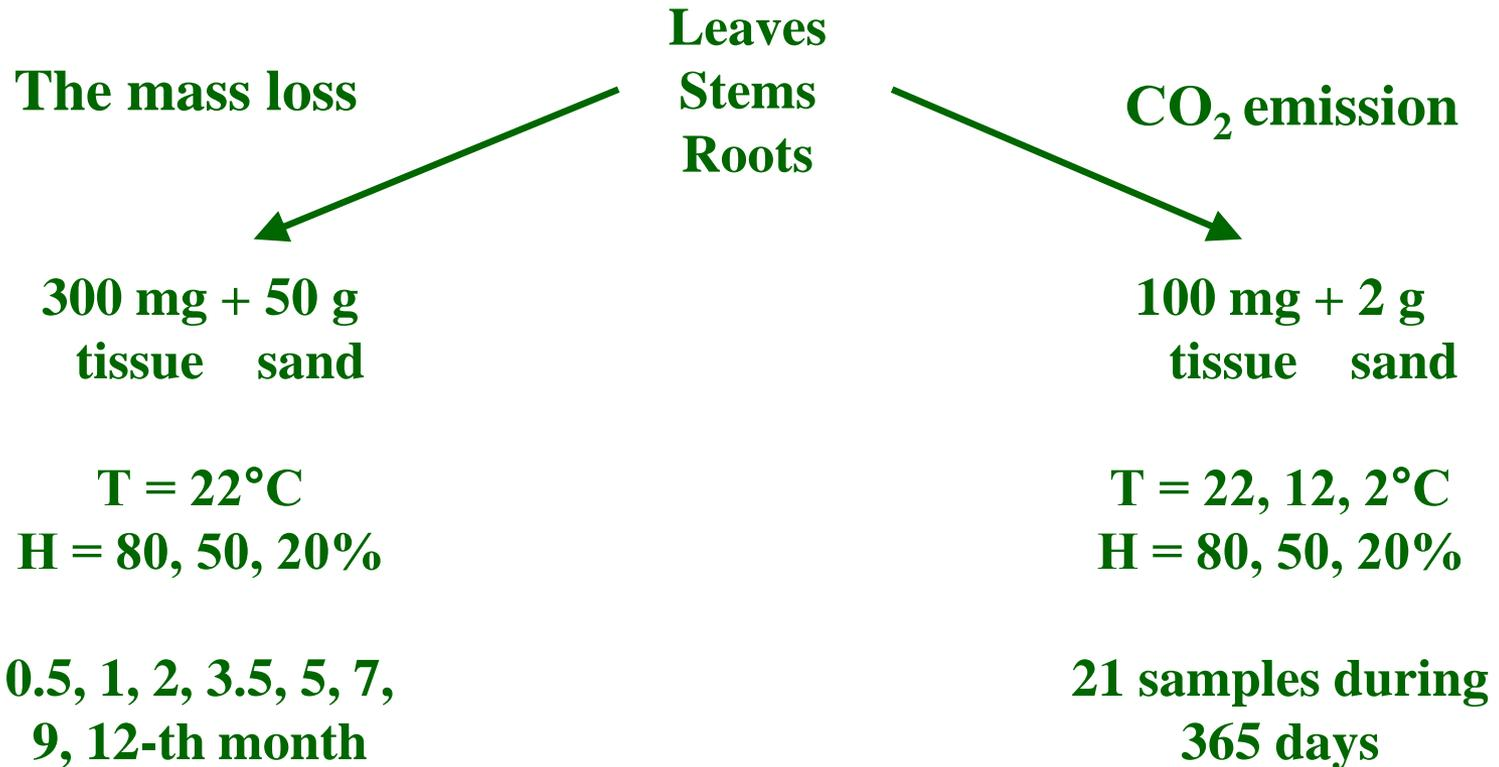 Leaves
Stems
Roots
The mass loss
300 mg + 50 g
tissue sand
T = 22°C
H = 80, 50, 20%
0.5, 1, 2, 3.5, 5, 7,
9, 12-th month
CO₂ emission
100 mg + 2 g
tissue sand
T = 22, 12, 2°C
H = 80, 50, 20%
21 samples during
365 days